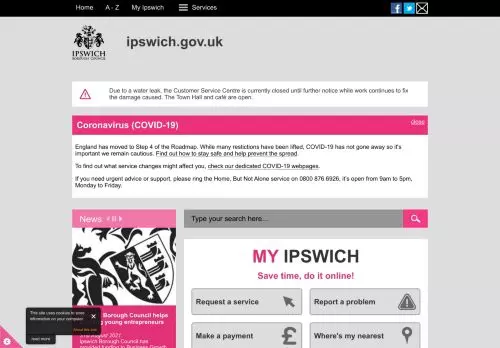 Home A - Z My Ipswich Services
IPSWICH
BOROUGH COUNCIL
ipswich.gov.uk
Due to a water leak, the Customer Service Centre is currently closed until further notice while work continues to fix
the damage caused. The Town Hall and café are open.
close
Coronavirus (COVID-19)
England has moved to Step 4 of the Roadmap. While many restictions have been lifted, COVID-19 has not gone away so it's
important we remain cautious. Find out how to stay safe and help prevent the spread.
To find out what service changes might affect you, check our dedicated COVID-19 webpages.
If you need urgent advice or support, please ring the Home, But Not Alone service on 0800 876 6926, it's open from 9am to 5pm,
Monday to Friday.
News
Type your search here....
MY IPSWICH
Save time, do it online!
Request a service
Report a problem
Make a payment
Where's my nearest
This site uses cookies to store
information on your computer.
About this site
read more
Borough Council helps
young entrepreneurs
August 2021
Ipswich Borough Council has
provided funding to Business Growth